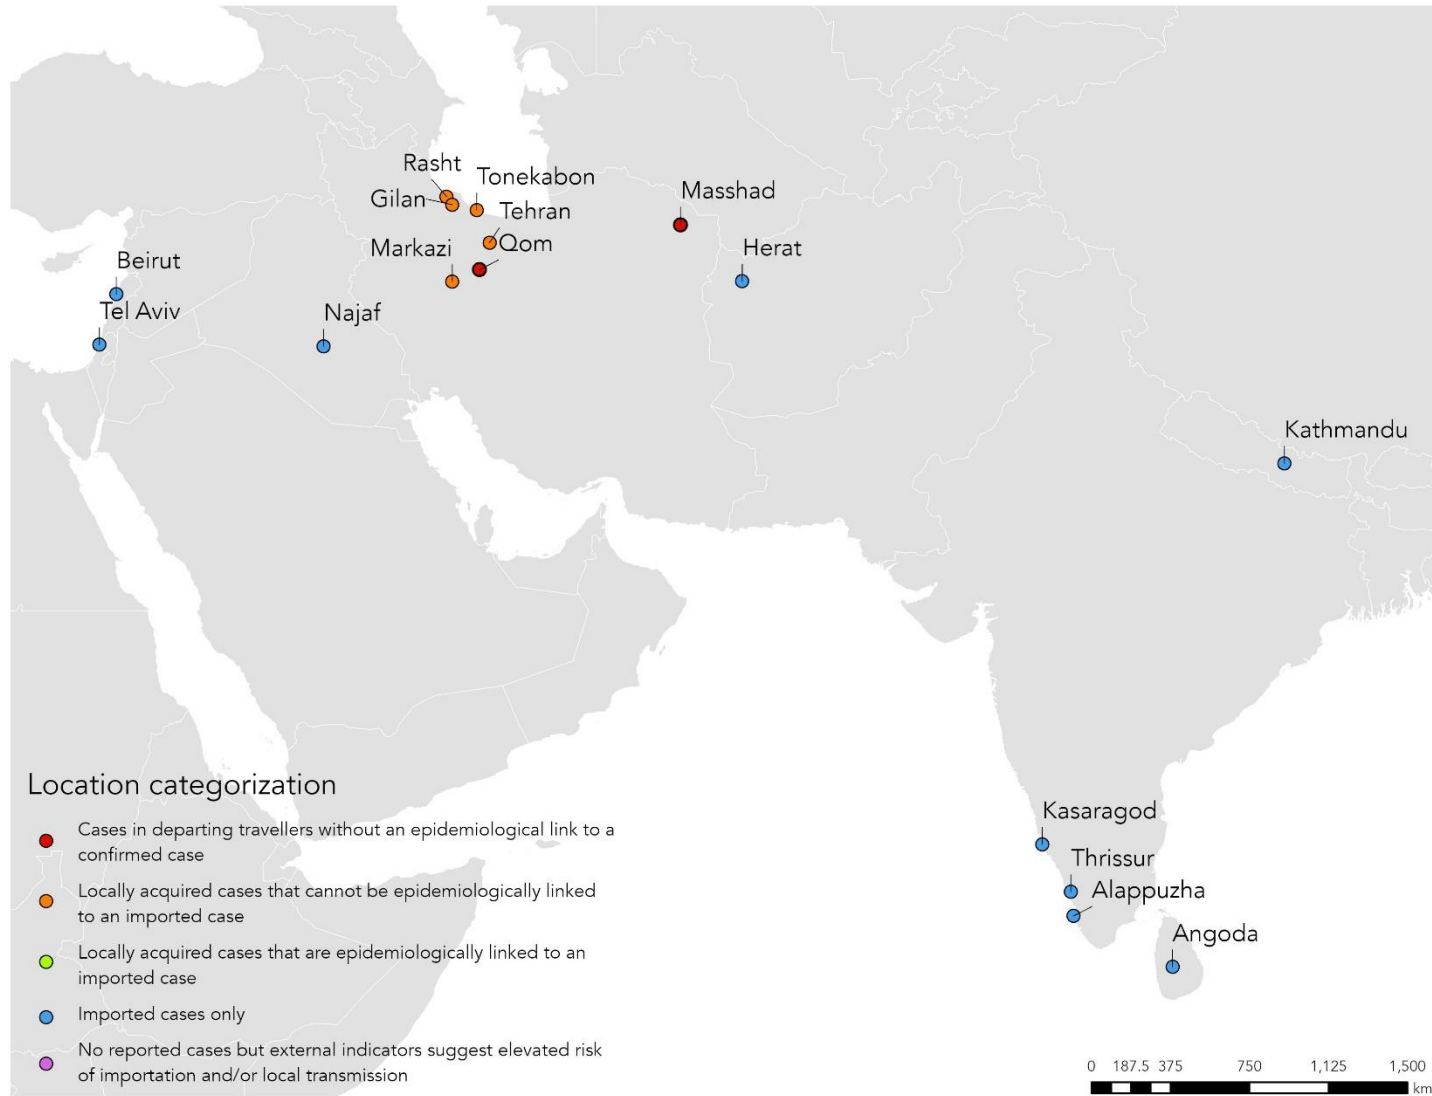 Rasht
Tonekabon
Gilan
Tehran
Masshad
Markazi
Qom
Herat
Beirut
Tel Aviv
Najaf
Kathmandu
Kasaragod
Thrissur
Alappuzha
Angoda
Location categorization
Cases in departing travellers without an epidemiological link to a
confirmed case
Locally acquired cases that cannot be epidemiologically linked
to an imported case
Locally acquired cases that are epidemiologically linked to an
imported case
Imported cases only
No reported cases but external indicators suggest elevated risk
of importation and/or local transmission
0 187.5 375 750 1,125 1,500
km